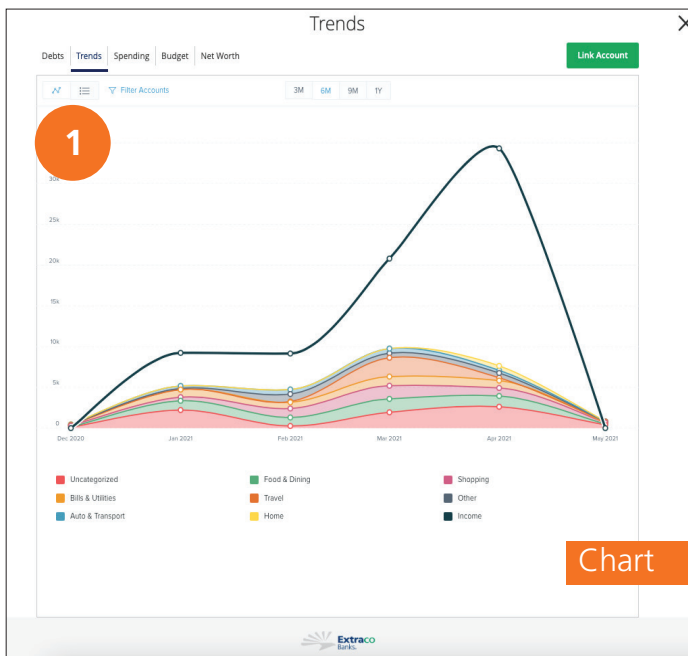 Trends
Debts Trends Spending Budget Net Worth Link Account
Filter Accounts 3M 6M 9M 1Y
1
30k
25k
20k
15k
10k
5k
0
Dec 2020 Jan 2021 Feb 2021 Mar 2021 Apr 2021 May 2021
Uncategorized Food & Dining Shopping
Bills & Utilities Travel Other
Auto & Transport Home Income
Chart
Extraco
Banks.